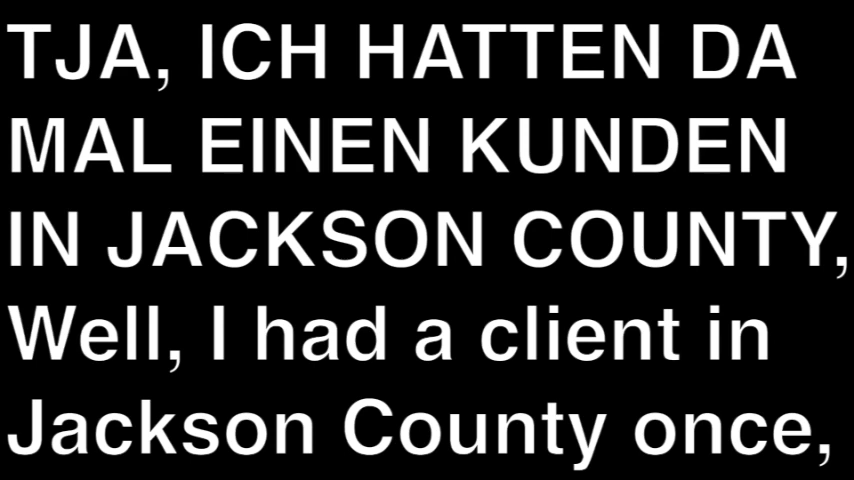 TJA, ICH HATTEN DA
MAL EINEN KUNDEN
IN JACKSON COUNTY,
Well, I had a client in
Jackson County once,